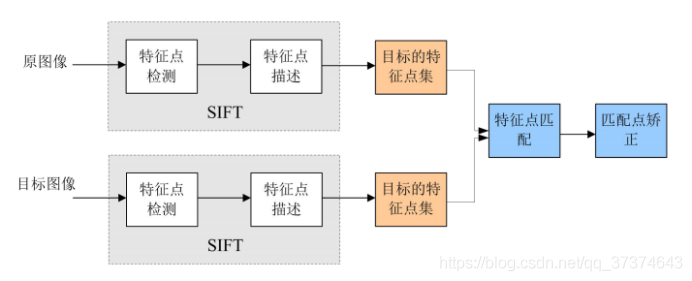 原图像
特征点
检测
特征点
描述
SIFT
目标的特
征点集
特征点匹
配
匹配点矫
正
目标图像
特征点
检测
特征点
描述
SIFT
目标的特
征点集
https://blog.csdn.net/qq_37374643